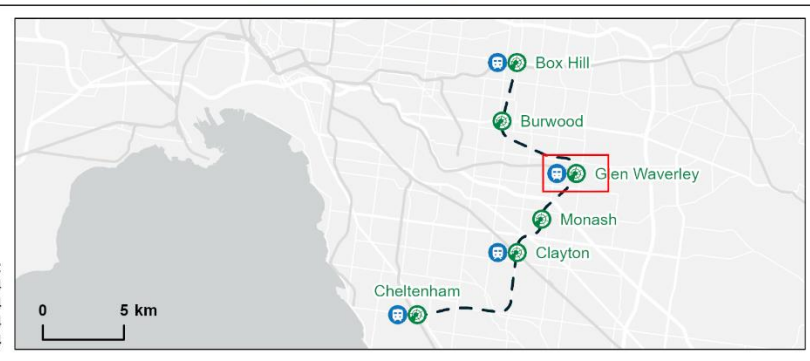 Box Hill
Burwood
Glen Waverley
Monash
Clayton
Cheltenham
0 5 km